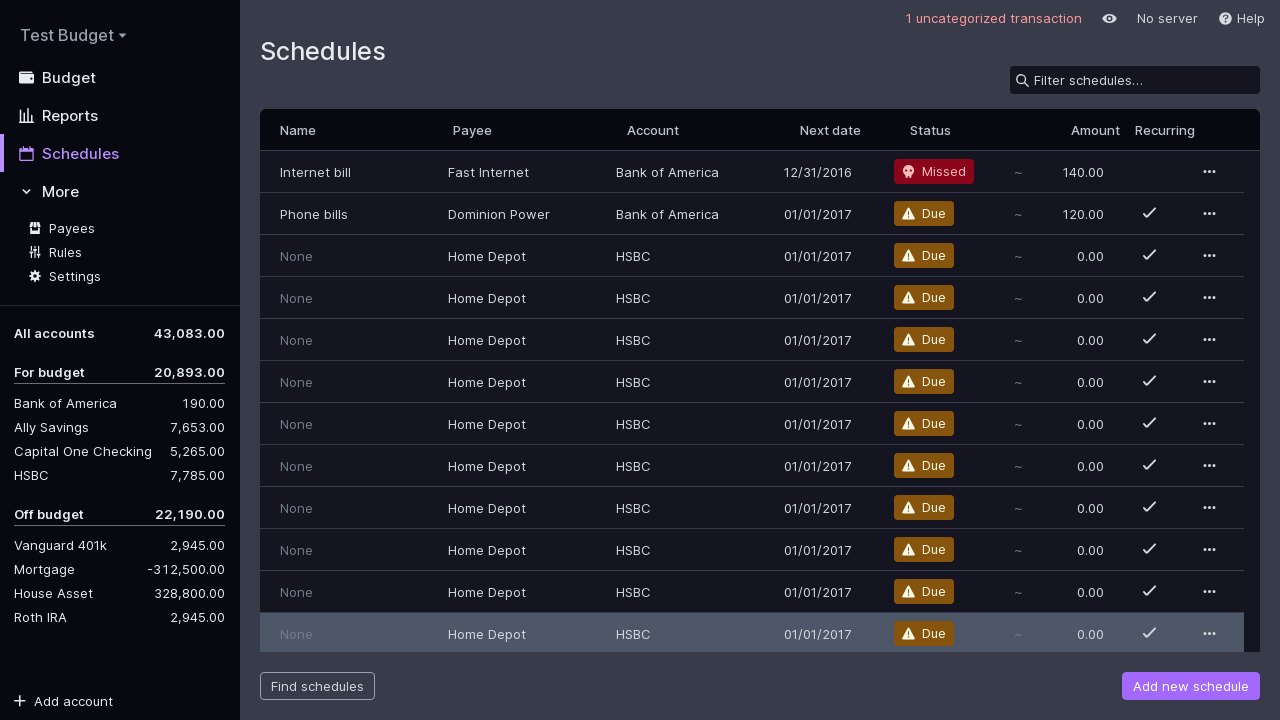 1 uncategorized transaction No server Help
Test Budget
Schedules
Budget
Filter schedules…
Reports
Name Payee Account Next date Status Amount Recurring
Schedules
Internet bill Fast Internet Bank of America 12/31/2016 Missed ~ 140.00
More
Phone bills Dominion Power Bank of America 01/01/2017 Due ~ 120.00
Payees
Rules
None Home Depot HSBC 01/01/2017 Due ~ 0.00
Settings
None Home Depot HSBC 01/01/2017 Due ~ 0.00
All accounts 43,083.00
None Home Depot HSBC 01/01/2017 Due ~ 0.00
For budget 20,893.00
None Home Depot HSBC 01/01/2017 Due ~ 0.00
Bank of America 190.00
Ally Savings 7,653.00
None Home Depot HSBC 01/01/2017 Due ~ 0.00
Capital One Checking 5,265.00
None Home Depot HSBC 01/01/2017 Due ~ 0.00
HSBC 7,785.00
None Home Depot HSBC 01/01/2017 Due ~ 0.00
Off budget 22,190.00
None Home Depot HSBC 01/01/2017 Due ~ 0.00
Vanguard 401k 2,945.00
Mortgage -312,500.00
None Home Depot HSBC 01/01/2017 Due ~ 0.00
House Asset 328,800.00
Roth IRA 2,945.00
None Home Depot HSBC 01/01/2017 Due ~ 0.00
Find schedules Add new schedule
Add account